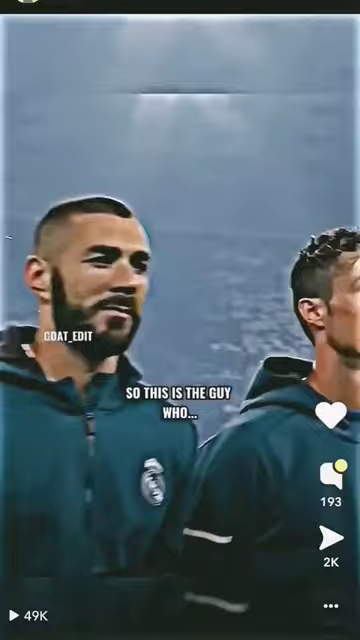 GOAT_EDIT
SO THIS IS THE GUY
WHO...
193
2K
49K